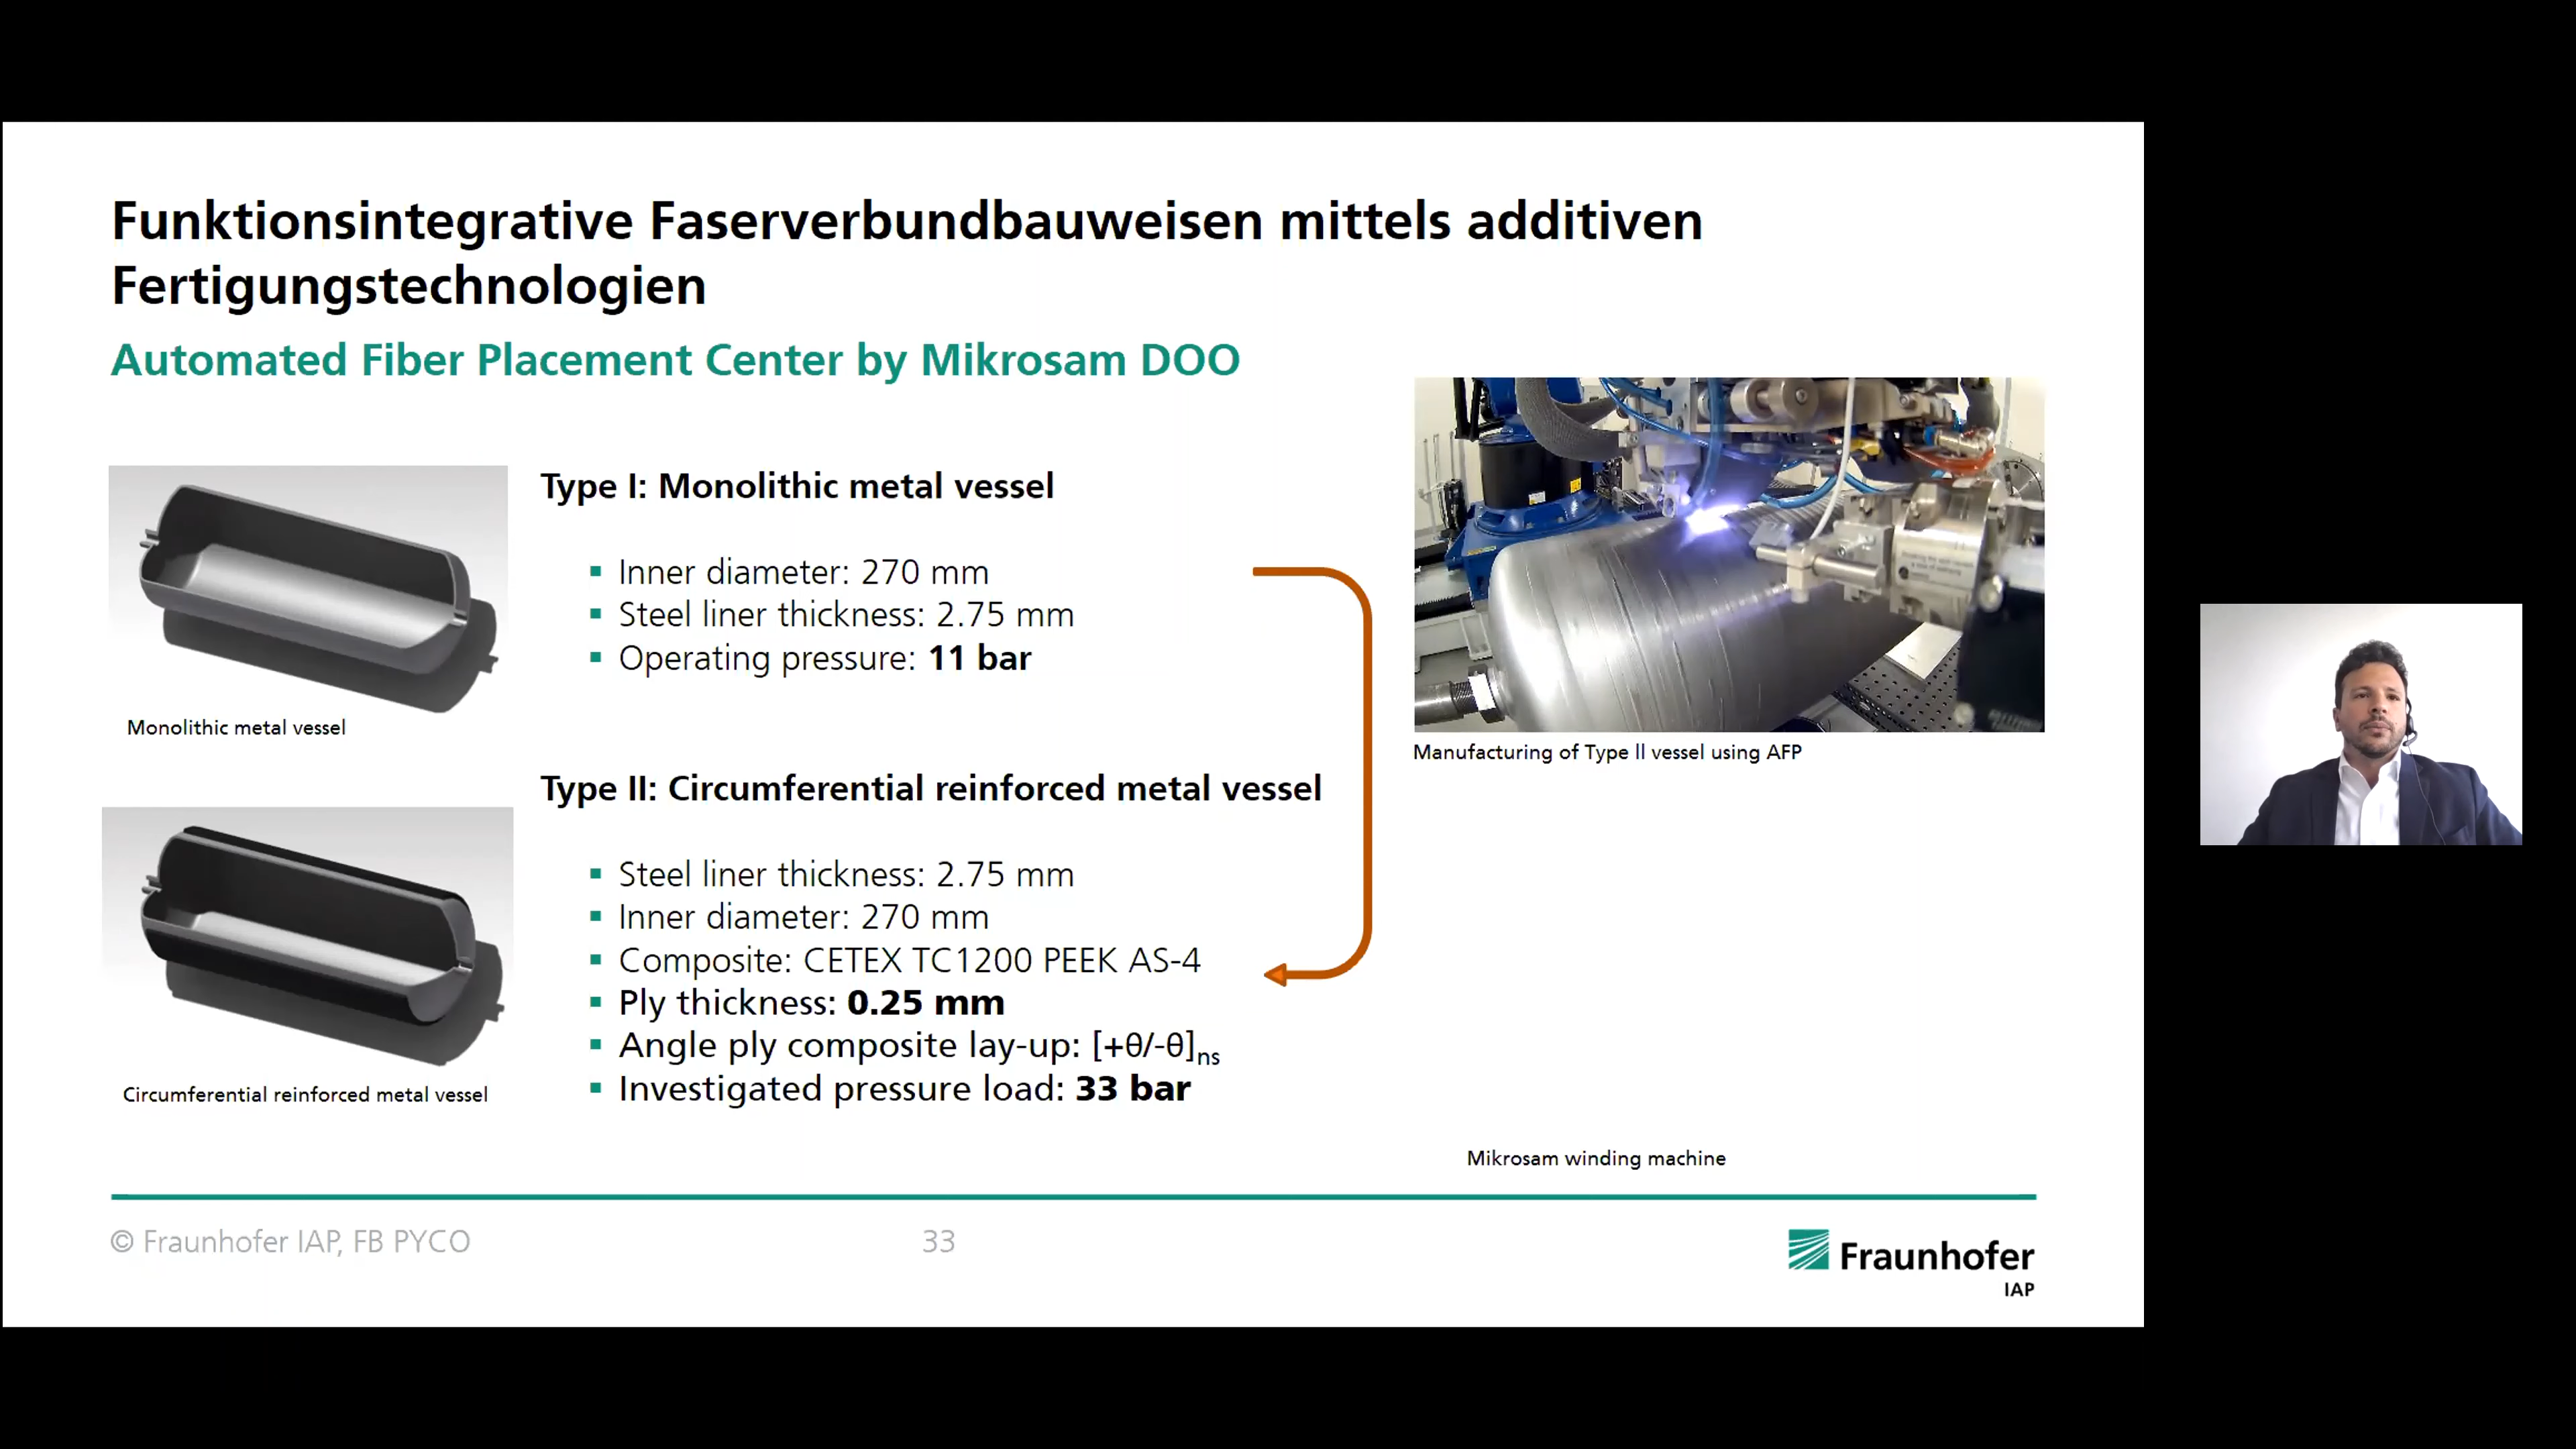 Funktionsintegrative Faserverbundbauweisen mittels additiven
Fertigungstechnologien
Automated Fiber Placement Center by Mikrosam DOO
Monolithic metal vessel
Type I: Monolithic metal vessel
▪ Inner diameter: 270 mm
▪ Steel liner thickness: 2.75 mm
▪ Operating pressure: 11 bar
Circumferential reinforced metal vessel
Type II: Circumferential reinforced metal vessel
▪ Steel liner thickness: 2.75 mm
▪ Inner diameter: 270 mm
▪ Composite: CETEX TC1200 PEEK AS-4
▪ Ply thickness: 0.25 mm
▪ Angle ply composite lay-up: [+θ/-θ]ns
▪ Investigated pressure load: 33 bar
Manufacturing of Type II vessel using AFP
Mikrosam winding machine
© Fraunhofer IAP, FB PYCO
33
Fraunhofer
IAP